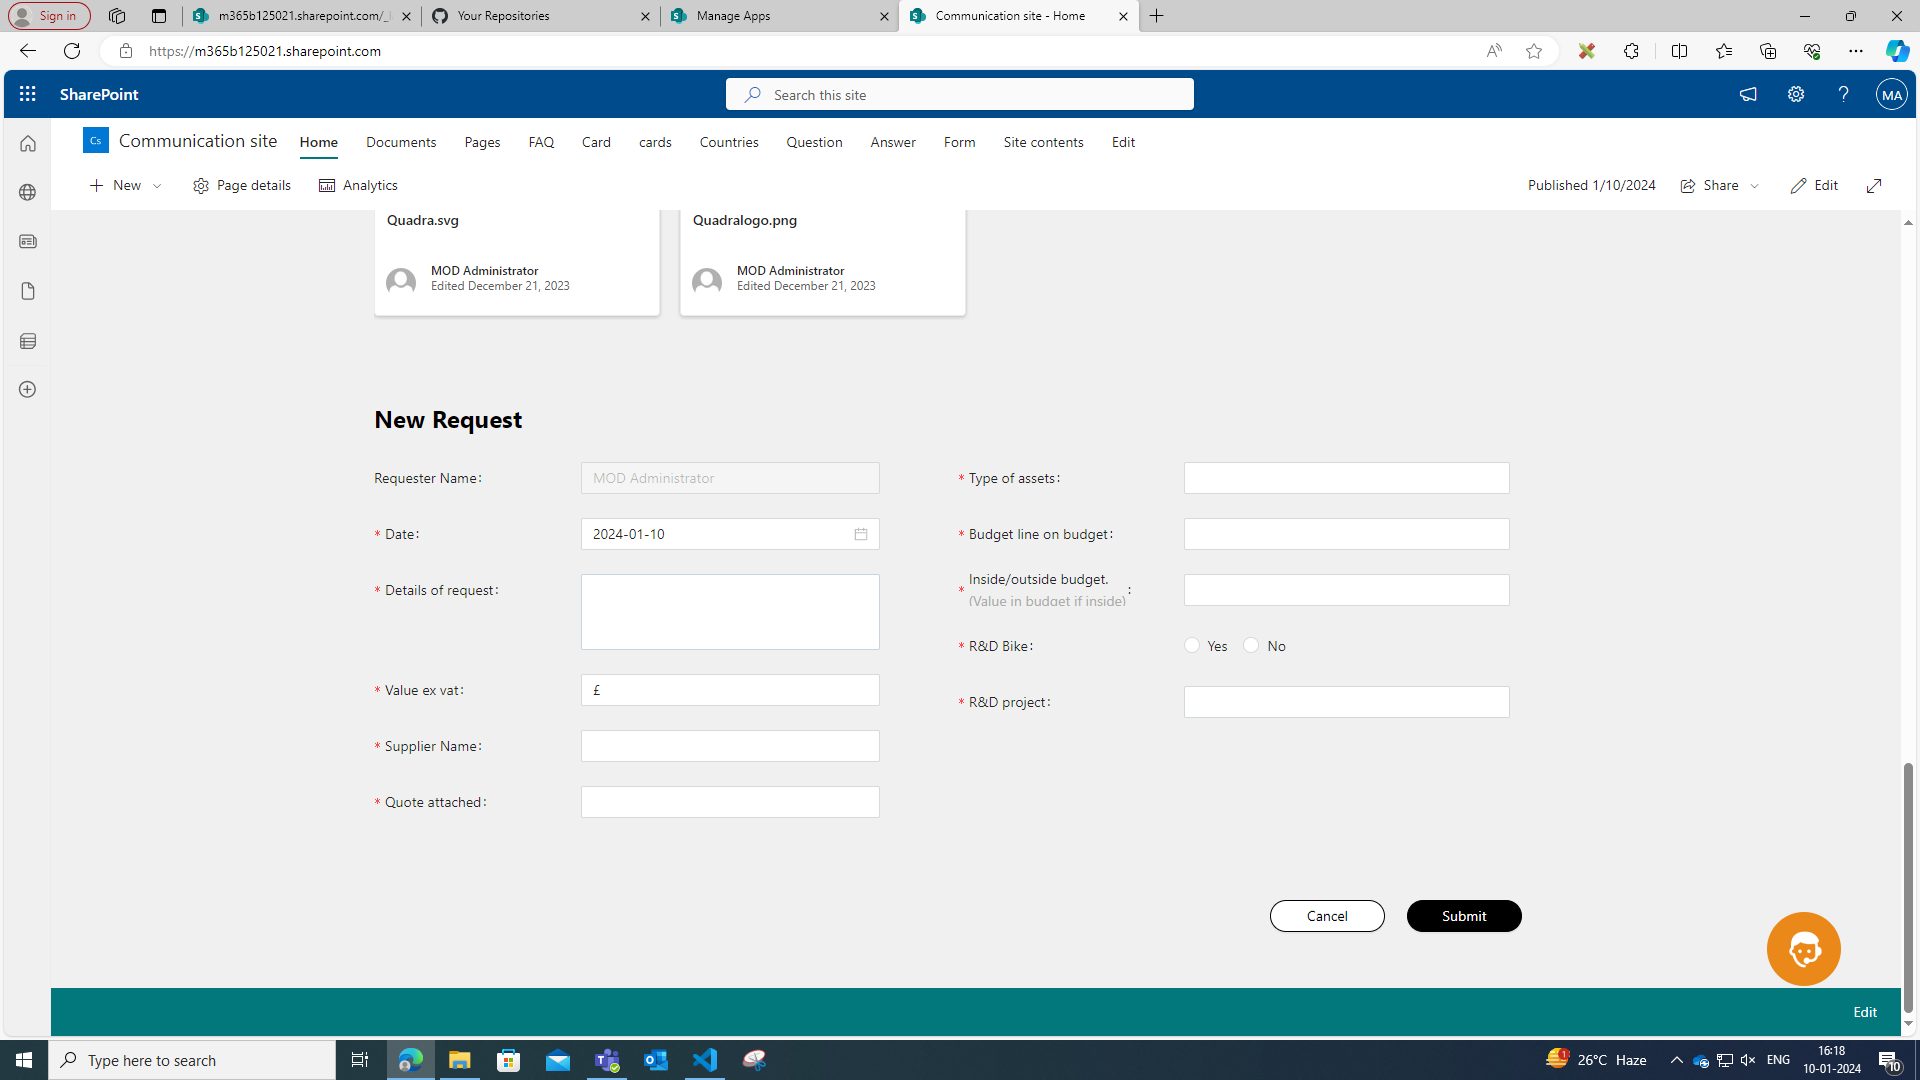 Sign in
m365b125021.sharepoint.com/_l
Your Repositories
Manage Apps
Communication site - Home
https://m365b125021.sharepoint.com
SharePoint
Search this site
MA
Cs
Communication site
Home
Documents
Pages
FAQ
Card
cards
Countries
Question
Answer
Form
Site contents
Edit
New
Page details
Analytics
Published 1/10/2024
Share
Edit
Quadra.svg
Quadralogo.png
MOD Administrator
Edited December 21, 2023
MOD Administrator
Edited December 21, 2023
New Request
Requester Name:
MOD Administrator
* Type of assets:
* Date:
2024-01-10
* Budget line on budget:
* Details of request:
* Inside/outside budget. :
(Value in budget if inside)
* R&D Bike:
Yes
No
* Value ex vat:
£
* R&D project:
* Supplier Name:
* Quote attached:
Cancel
Submit
Edit
Type here to search
1
26°C Haze
ENG
16:18
10-01-2024
10